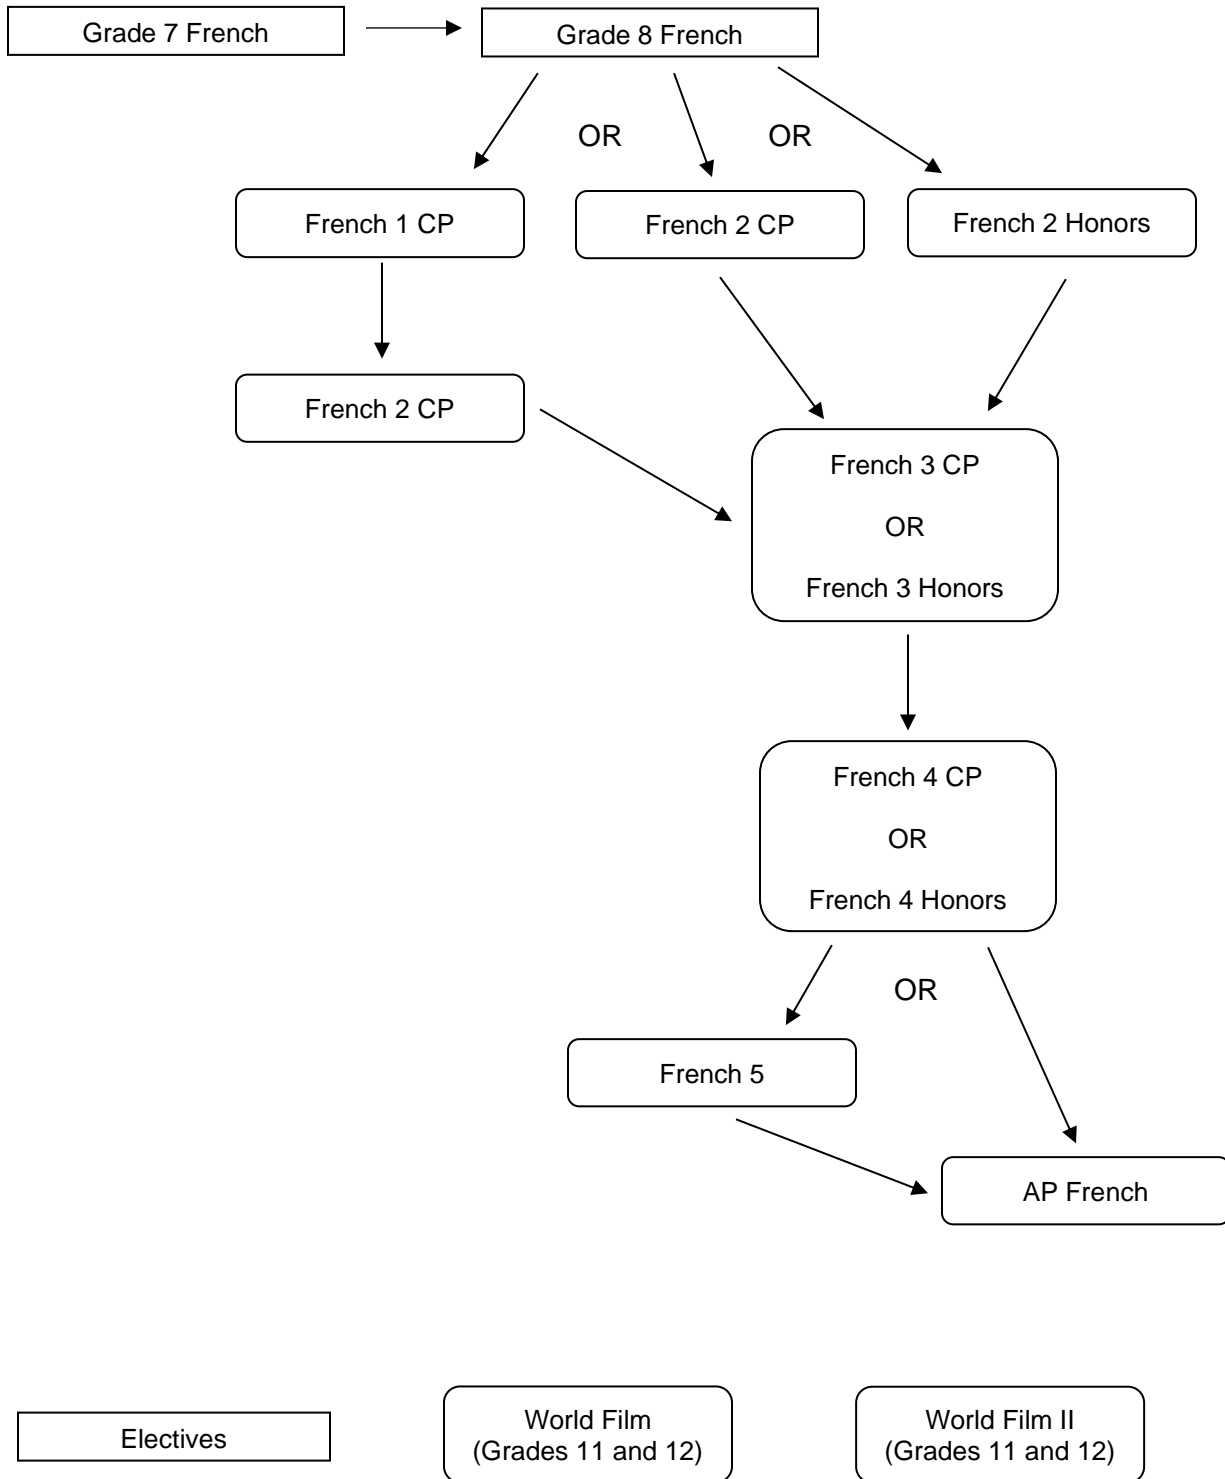 Grade 7 French
Grade 8 French
OR
OR
French 1 CP
French 2 CP
French 2 Honors
French 2 CP
French 3 CP
OR
French 3 Honors
French 4 CP
OR
French 4 Honors
OR
French 5
AP French
Electives
World Film
(Grades 11 and 12)
World Film II
(Grades 11 and 12)